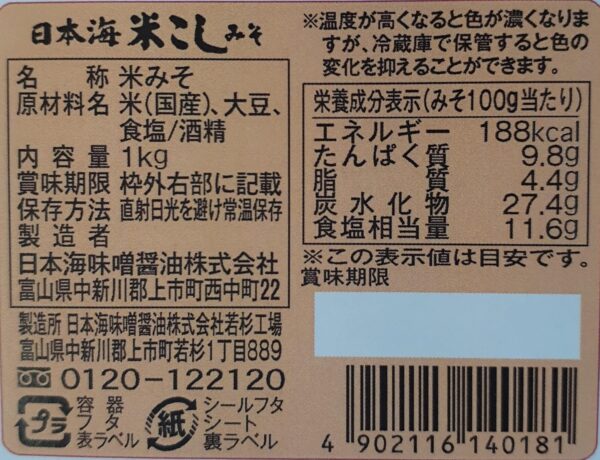 日本海 米こしみそ
名称 米みそ
原材料名 米(国産)、大豆、
食塩/酒精
内容量 1kg
賞味期限 枠外右部に記載
保存方法 直射日光を避け常温保存
製造者
日本海味噌醤油株式会社
富山県中新川郡上市町西中町22
製造所 日本海味噌醤油株式会社若杉工場
富山県中新川郡上市町若杉1丁目889
0120-122120
プラ
容器
フタ
表ラベル
紙
シールフタ
シート
裏ラベル
※温度が高くなると色が濃くなりま
すが、冷蔵庫で保管すると色の
変化を抑えることができます。
栄養成分表示(みそ100g当たり)
エネルギー 188kcal
たんぱく質 9.8g
脂質 4.4g
炭水化物 27.4g
食塩相当量 11.6g
※この表示値は目安です。
賞味期限
4 902116 140181